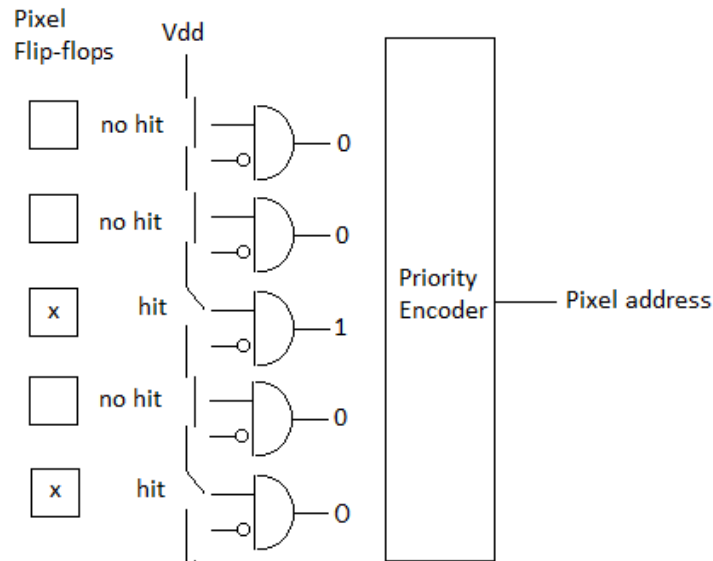 Pixel
Flip-flops
Vdd
no hit
0
no hit
0
x
hit
1
no hit
0
x
hit
0
Priority
Encoder
Pixel address